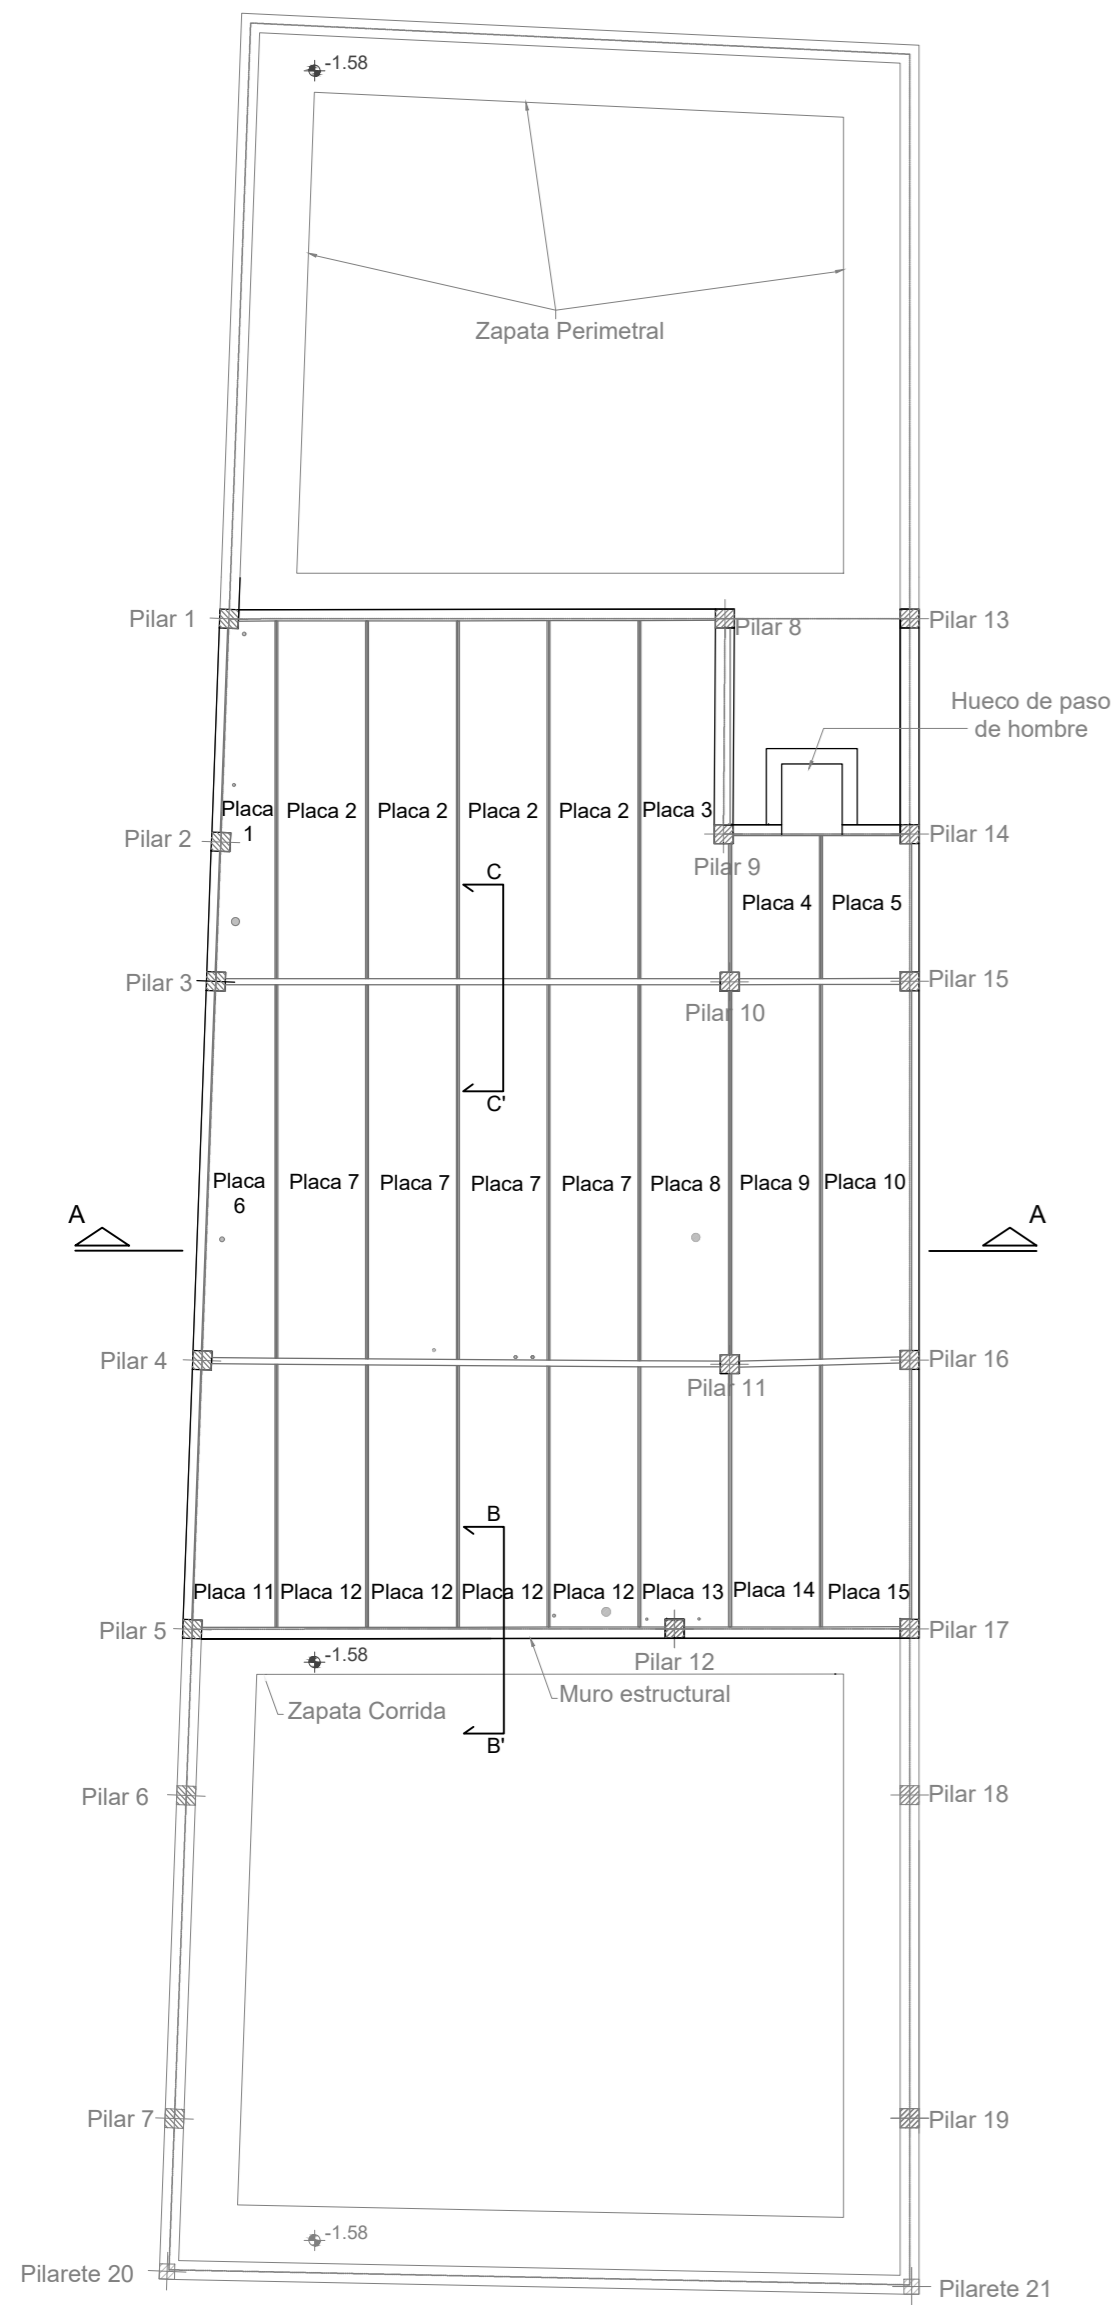 -1.58
Zapata Perimetral
Pilar 1
Pilar 8
Pilar 13
Hueco de paso
de hombre
Placa
1
Placa 2
Placa 2
Placa 2
Placa 2
Placa 3
Pilar 2
Pilar 14
Pilar 9
C
Placa 4
Placa 5
Pilar 3
Pilar 15
Pilar 10
C'
Placa
6
Placa 7
Placa 7
Placa 7
Placa 7
Placa 8
Placa 9
Placa 10
A
A
Pilar 4
Pilar 16
Pilar 11
B
Placa 11
Placa 12
Placa 12
Placa 12
Placa 12
Placa 13
Placa 14
Placa 15
Pilar 5
Pilar 17
-1.58
Pilar 12
Muro estructural
Zapata Corrida
B'
Pilar 6
Pilar 18
Pilar 7
Pilar 19
-1.58
Pilarete 20
Pilarete 21